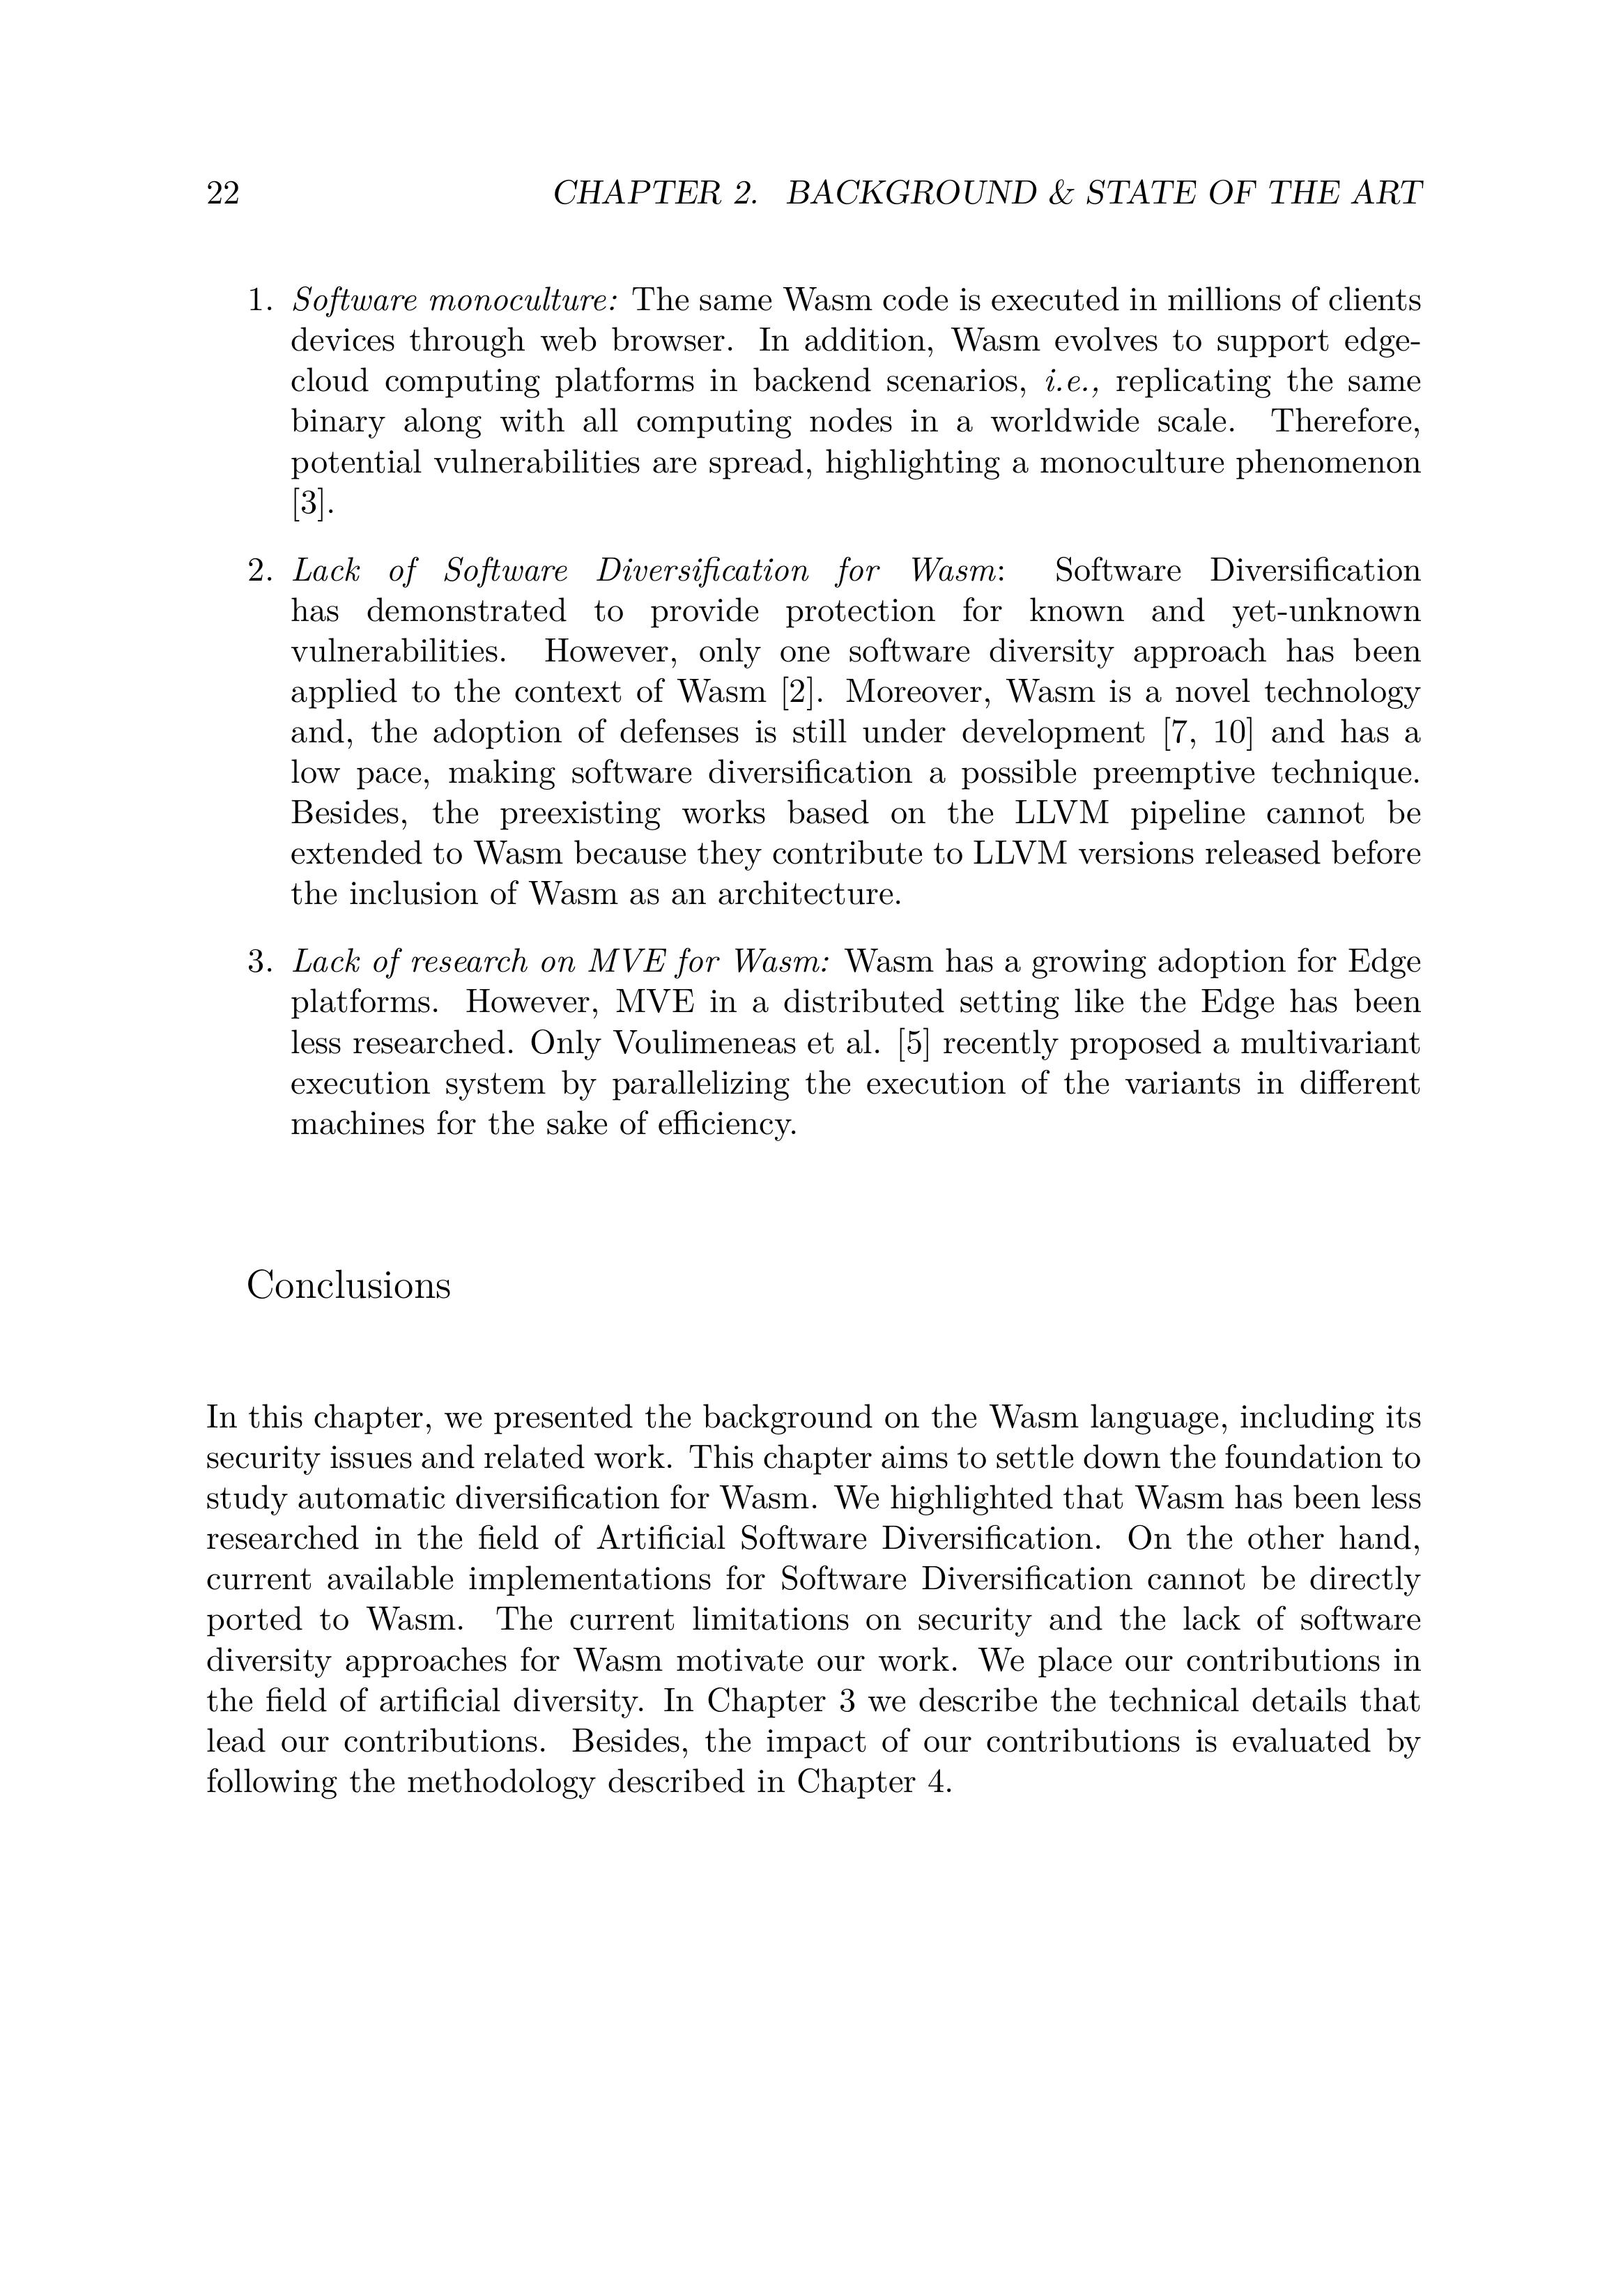 22 CHAPTER 2. BACKGROUND & STATE OF THE ART
1. Software monoculture: The same Wasm code is executed in millions of clients
devices through web browser. In addition, Wasm evolves to support edge-
cloud computing platforms in backend scenarios, i.e., replicating the same
binary along with all computing nodes in a worldwide scale. Therefore,
potential vulnerabilities are spread, highlighting a monoculture phenomenon
[3].
2. Lack of Software Diversification for Wasm: Software Diversification
has demonstrated to provide protection for known and yet-unknown
vulnerabilities. However, only one software diversity approach has been
applied to the context of Wasm [2]. Moreover, Wasm is a novel technology
and, the adoption of defenses is still under development [7, 10] and has a
low pace, making software diversification a possible preemptive technique.
Besides, the preexisting works based on the LLVM pipeline cannot be
extended to Wasm because they contribute to LLVM versions released before
the inclusion of Wasm as an architecture.
3. Lack of research on MVE for Wasm: Wasm has a growing adoption for Edge
platforms. However, MVE in a distributed setting like the Edge has been
less researched. Only Voulimeneas et al. [5] recently proposed a multivariant
execution system by parallelizing the execution of the variants in different
machines for the sake of efficiency.
Conclusions
In this chapter, we presented the background on the Wasm language, including its
security issues and related work. This chapter aims to settle down the foundation to
study automatic diversification for Wasm. We highlighted that Wasm has been less
researched in the field of Artificial Software Diversification. On the other hand,
current available implementations for Software Diversification cannot be directly
ported to Wasm. The current limitations on security and the lack of software
diversity approaches for Wasm motivate our work. We place our contributions in
the field of artificial diversity. In Chapter 3 we describe the technical details that
lead our contributions. Besides, the impact of our contributions is evaluated by
following the methodology described in Chapter 4.